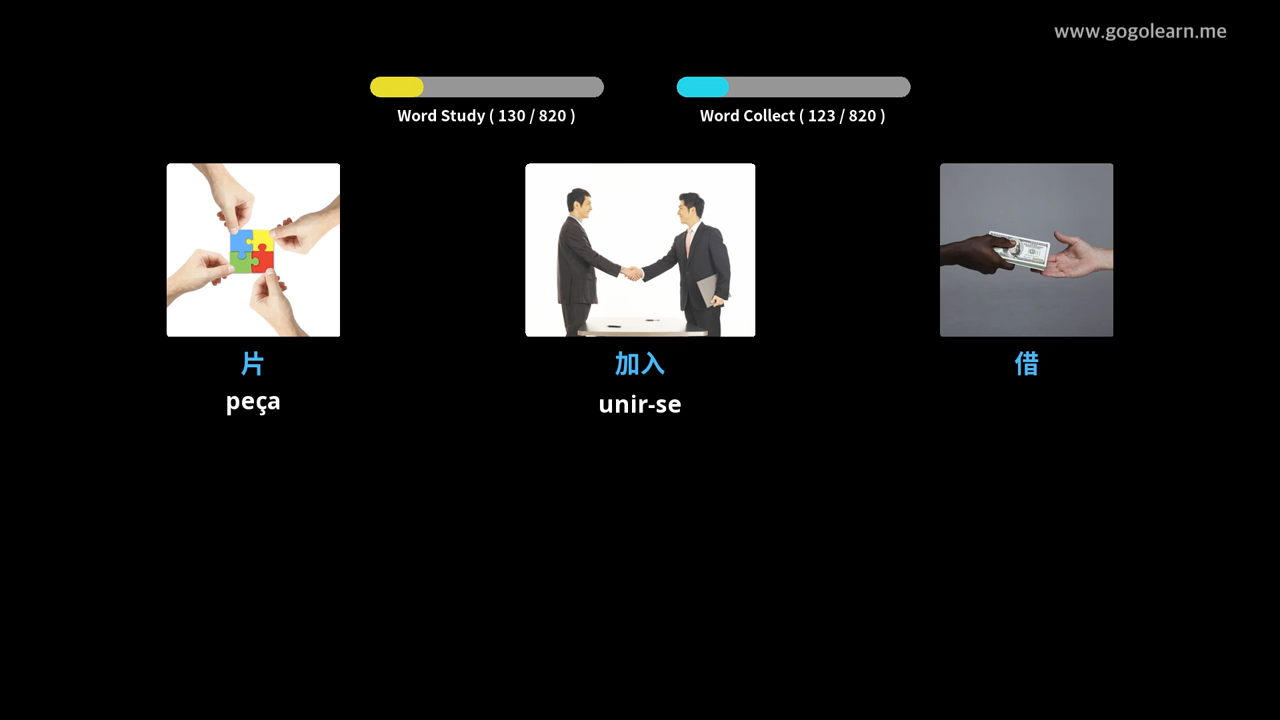 www.gogolearn.me
Word Study ( 130 / 820 )
Word Collect ( 123 / 820 )
片
加入
借
peça
unir-se